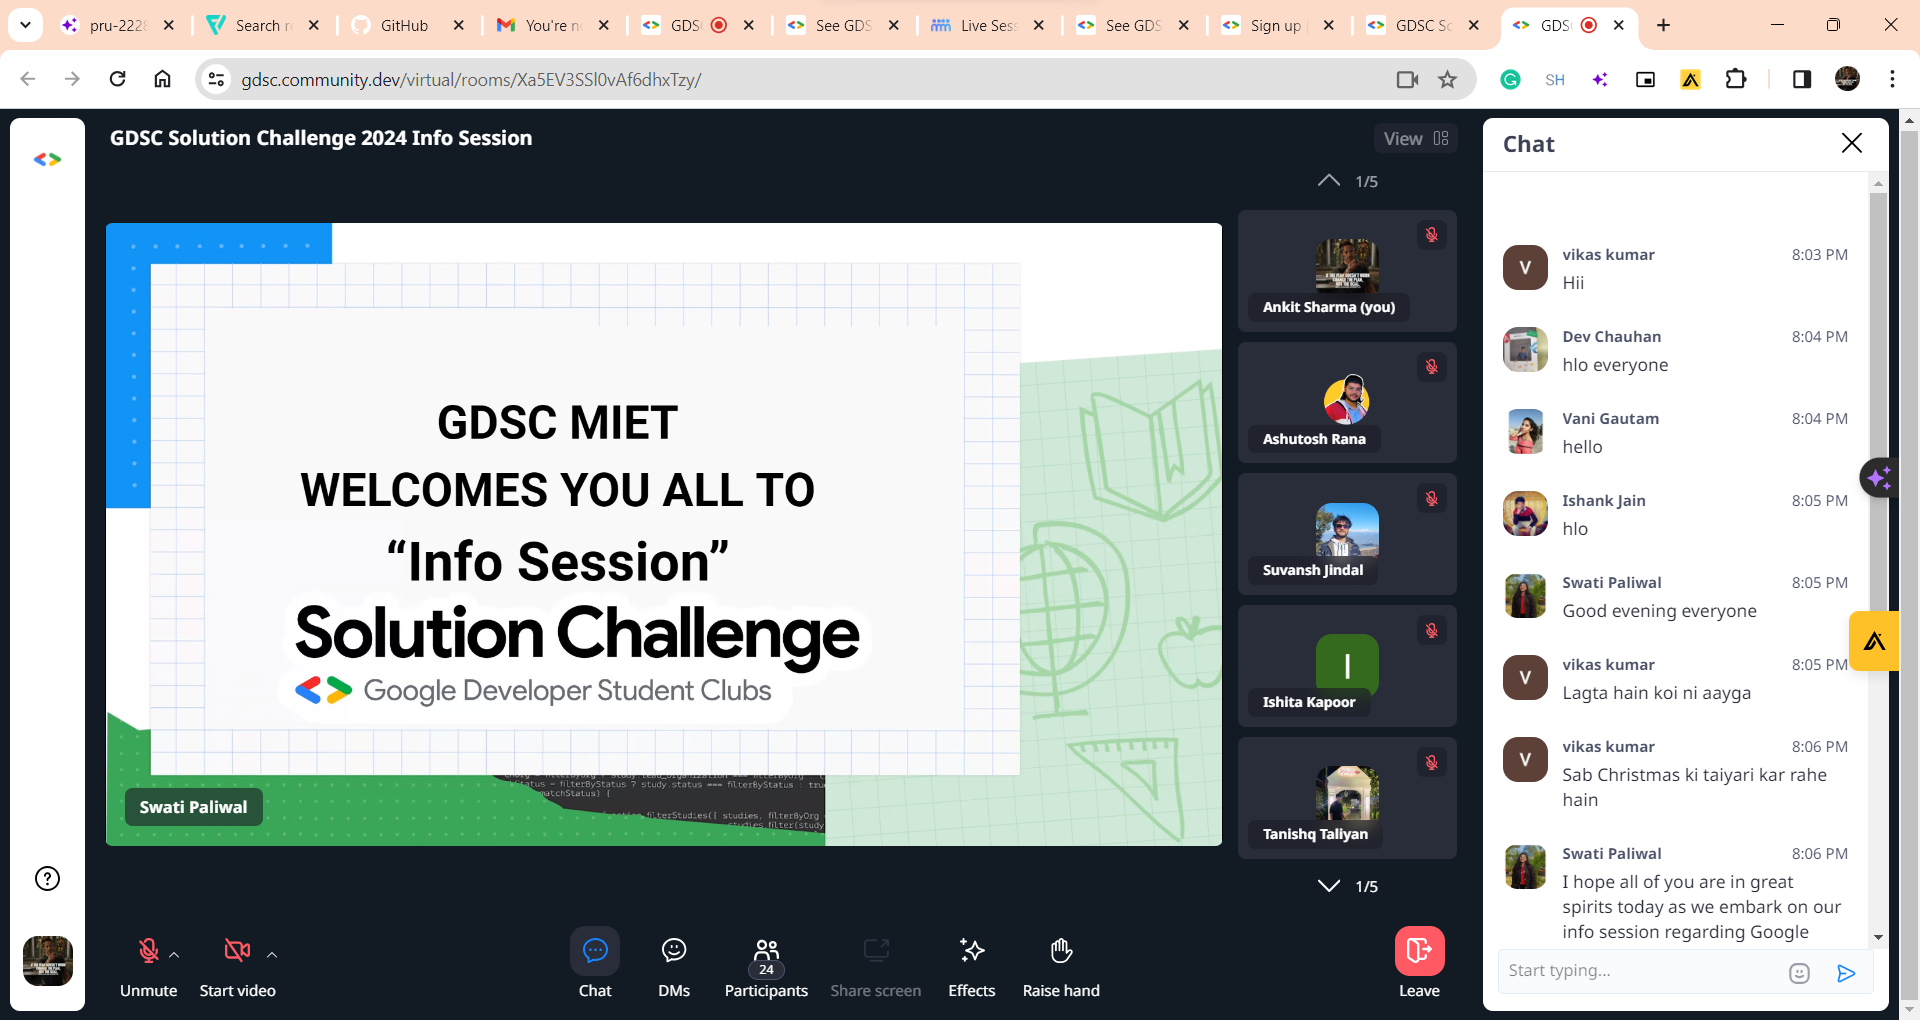 pru-2228
Search r
GitHub
You're n
GDS
See GDS
Live Sess
See GDS
Sign up
GDSC So
GDS
gdsc.community.dev/virtual/rooms/Xa5EV3SSl0vAf6dhxTzy/
SH
GDSC Solution Challenge 2024 Info Session
View
1/5
GDSC MIET
WELCOMES YOU ALL TO
“Info Session”
Solution Challenge
Google Developer Student Clubs
matchStatus) {
Swati Paliwal
Ankit Sharma (you)
Ashutosh Rana
Suvansh Jindal
I
Ishita Kapoor
Tanishq Taliyan
1/5
Unmute
Start video
Chat
DMs
24
Participants
Share screen
Effects
Raise hand
Leave
Chat
V
vikas kumar 8:03 PM
Hii
Dev Chauhan 8:04 PM
hlo everyone
Vani Gautam 8:04 PM
hello
Ishank Jain 8:05 PM
hlo
Swati Paliwal 8:05 PM
Good evening everyone
V
vikas kumar 8:05 PM
Lagta hain koi ni aayga
V
vikas kumar 8:06 PM
Sab Christmas ki taiyari kar rahe
hain
Swati Paliwal 8:06 PM
I hope all of you are in great
spirits today as we embark on our
info session regarding Google
Start typing...